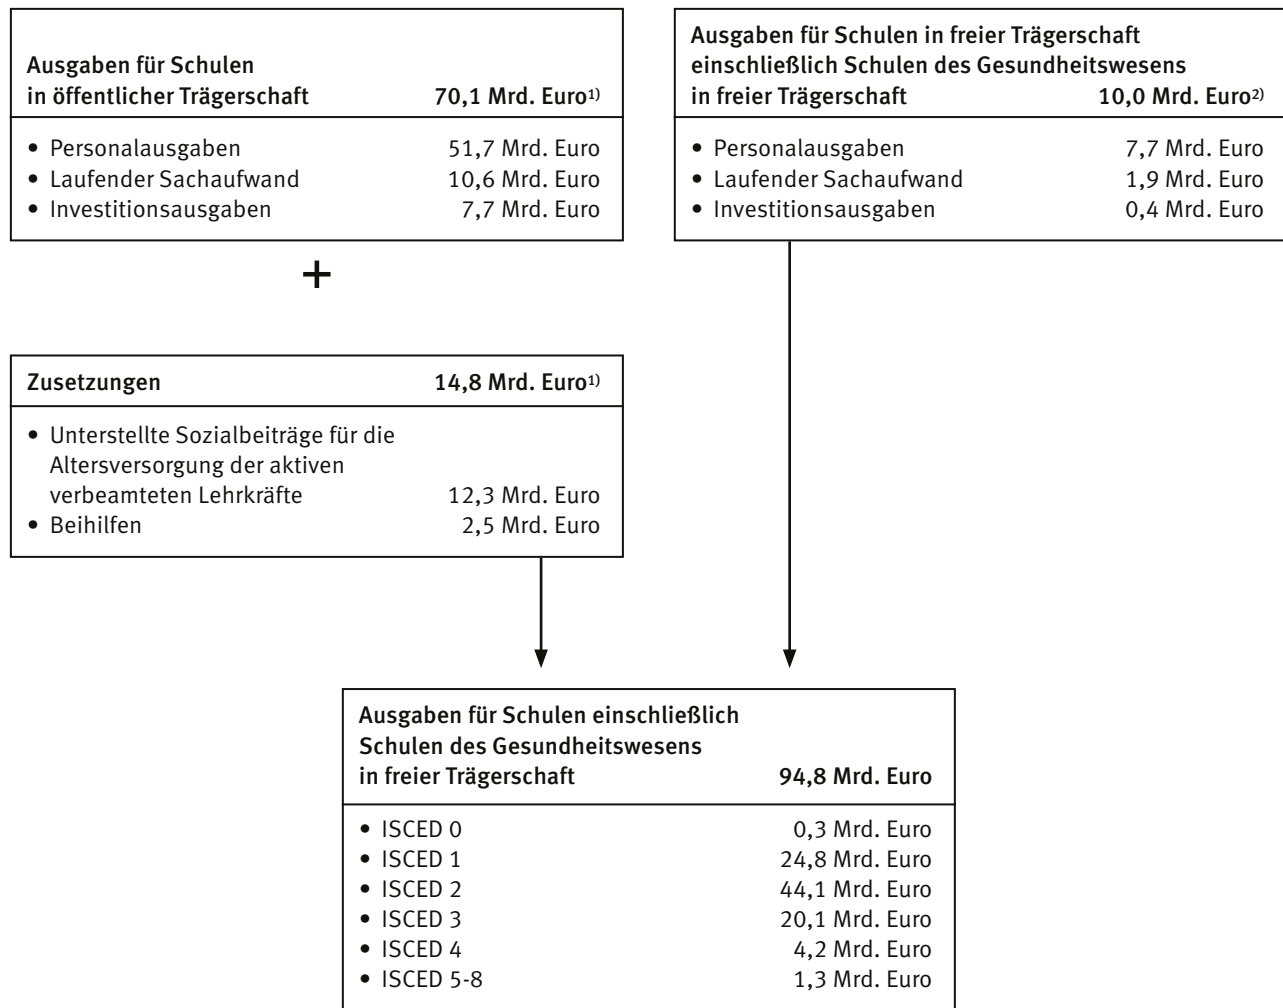 Ausgaben für Schulen
in öffentlicher Trägerschaft 70,1 Mrd. Euro1)
• Personalausgaben 51,7 Mrd. Euro
• Laufender Sachaufwand 10,6 Mrd. Euro
• Investitionsausgaben 7,7 Mrd. Euro
Ausgaben für Schulen in freier Trägerschaft
einschließlich Schulen des Gesundheitswesens
in freier Trägerschaft 10,0 Mrd. Euro2)
• Personalausgaben 7,7 Mrd. Euro
• Laufender Sachaufwand 1,9 Mrd. Euro
• Investitionsausgaben 0,4 Mrd. Euro
+
Zusetzungen 14,8 Mrd. Euro1)
• Unterstellte Sozialbeiträge für die
Altersversorgung der aktiven
verbeamteten Lehrkräfte 12,3 Mrd. Euro
• Beihilfen 2,5 Mrd. Euro
Ausgaben für Schulen einschließlich
Schulen des Gesundheitswesens
in freier Trägerschaft 94,8 Mrd. Euro
• ISCED 0 0,3 Mrd. Euro
• ISCED 1 24,8 Mrd. Euro
• ISCED 2 44,1 Mrd. Euro
• ISCED 3 20,1 Mrd. Euro
• ISCED 4 4,2 Mrd. Euro
• ISCED 5-8 1,3 Mrd. Euro